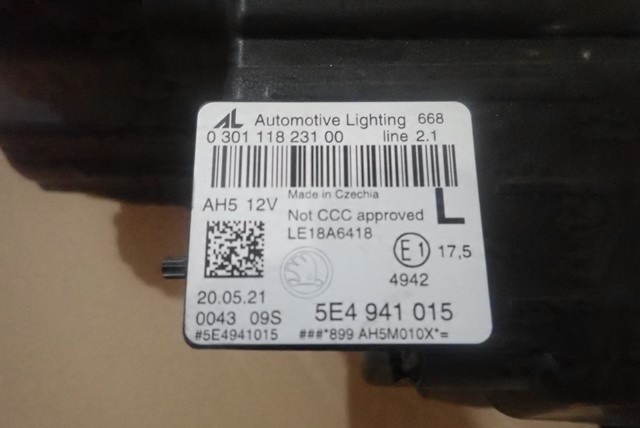 AL Automotive Lighting 668
0 301 118 231 00 line 2.1
Made in Czechia
AH5 12V
Not CCC approved
L
LE18A6418
E1 17,5
4942
20.05.21
0043 09S
5E4 941 015
#5E4941015 ###*899 AH5M010X*=